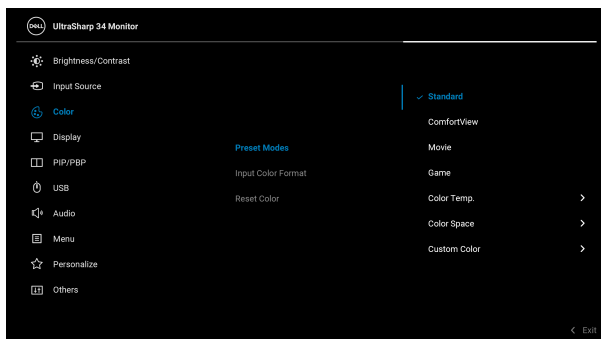 DELL UltraSharp 34 Monitor
Brightness/Contrast
Input Source
Color
Display
PIP/PBP
USB
Audio
Menu
Personalize
Others
Preset Modes
Input Color Format
Reset Color
Standard
ComfortView
Movie
Game
Color Temp.
Color Space
Custom Color
Exit